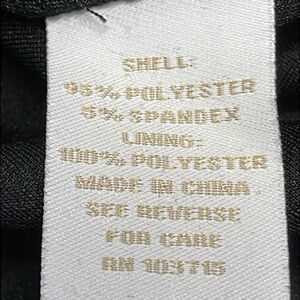 SHELL:
95% POLYESTER
5% SPANDEX
LINING:
100% POLYESTER
MADE IN CHINA
SEE REVERSE
FOR CARE
RN 103715